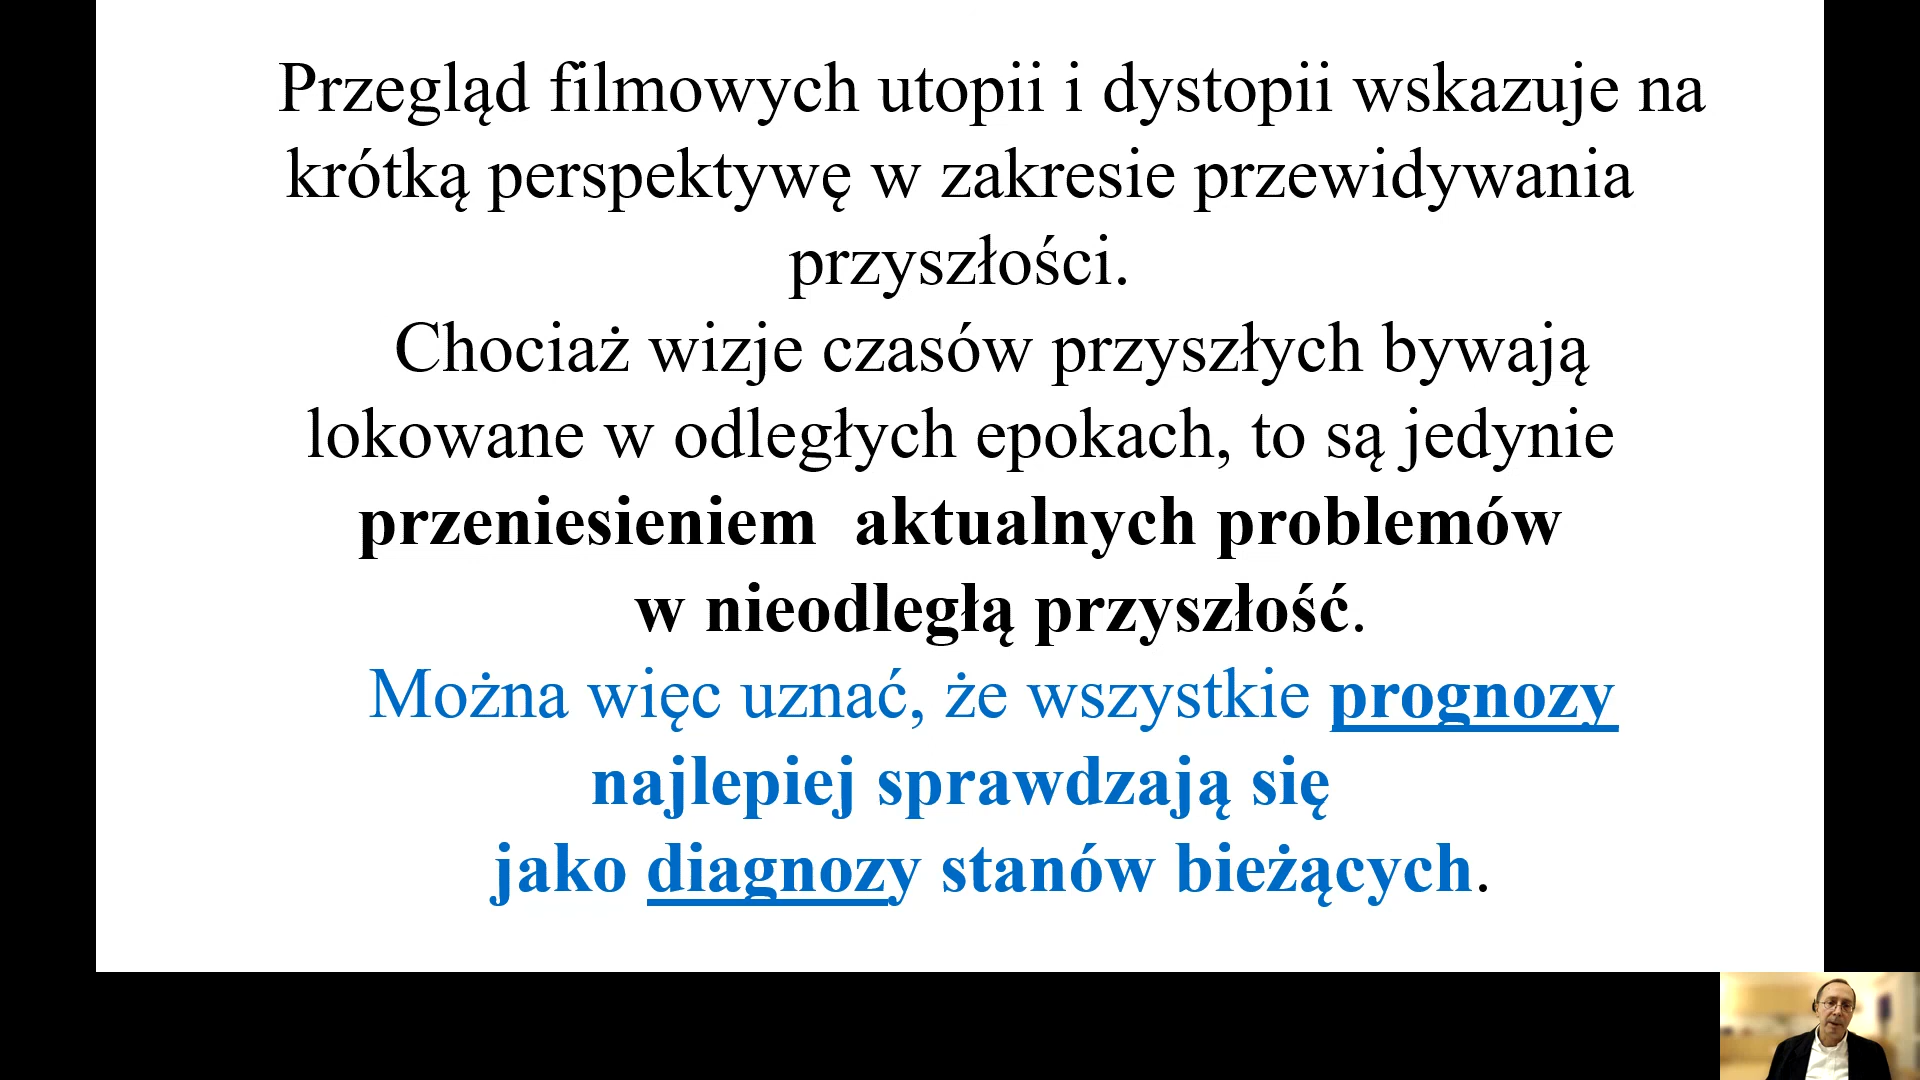 Przegląd filmowych utopii i dystopii wskazuje na
krótką perspektywę w zakresie przewidywania
przyszłości.
Chociaż wizje czasów przyszłych bywają
lokowane w odległych epokach, to są jedynie
przeniesieniem  aktualnych problemów
w nieodległą przyszłość.
Można więc uznać, że wszystkie prognozy
najlepiej sprawdzają się
jako diagnozy stanów bieżących.